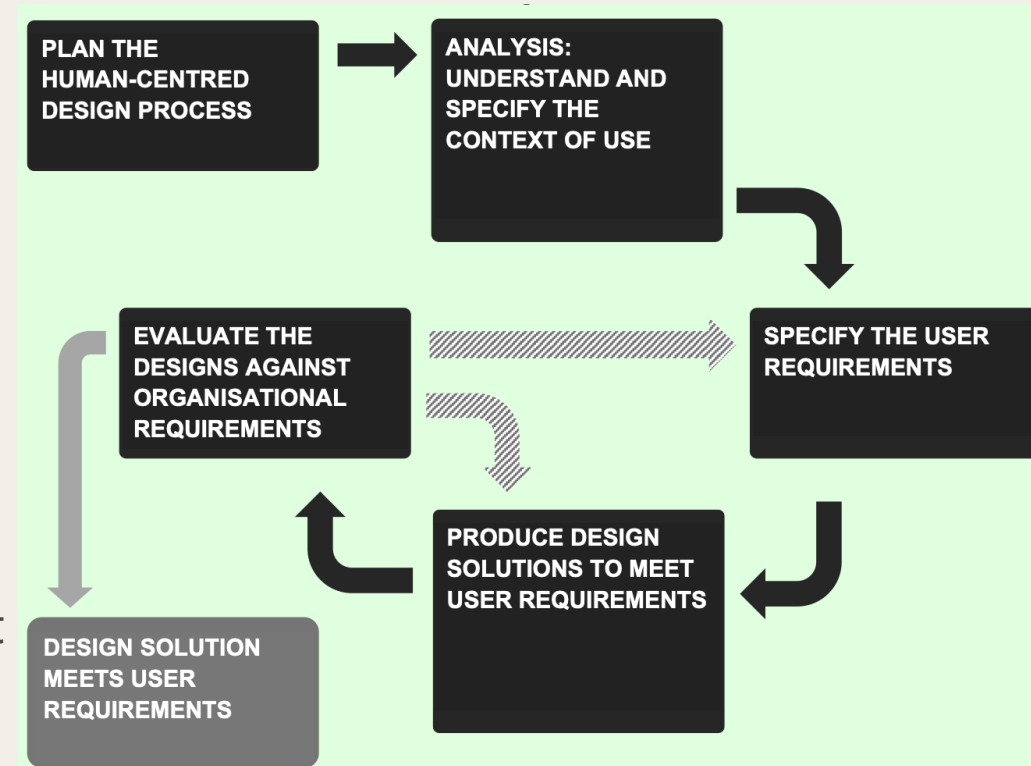 PLAN THE
HUMAN-CENTRED
DESIGN PROCESS
ANALYSIS:
UNDERSTAND AND
SPECIFY THE
CONTEXT OF USE
EVALUATE THE
DESIGNS AGAINST
ORGANISATIONAL
REQUIREMENTS
SPECIFY THE USER
REQUIREMENTS
PRODUCE DESIGN
SOLUTIONS TO MEET
USER REQUIREMENTS
DESIGN SOLUTION
MEETS USER
REQUIREMENTS